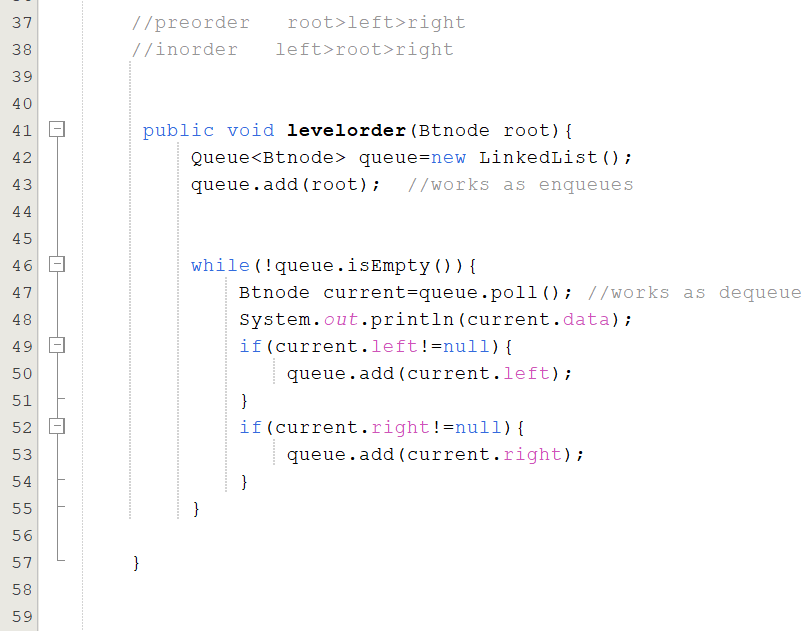 37 //preorder root>left>right
38 //inorder left>root>right
39
40
41 public void levelorder(Btnode root){
42 Queue<Btnode> queue=new LinkedList();
43 queue.add(root); //works as enqueues
44
45
46 while(!queue.isEmpty()){
47 Btnode current=queue.poll(); //works as dequeue
48 System.out.println(current.data);
49 if(current.left!=null){
50 queue.add(current.left);
51 }
52 if(current.right!=null){
53 queue.add(current.right);
54 }
55 }
56
57 }
58
59